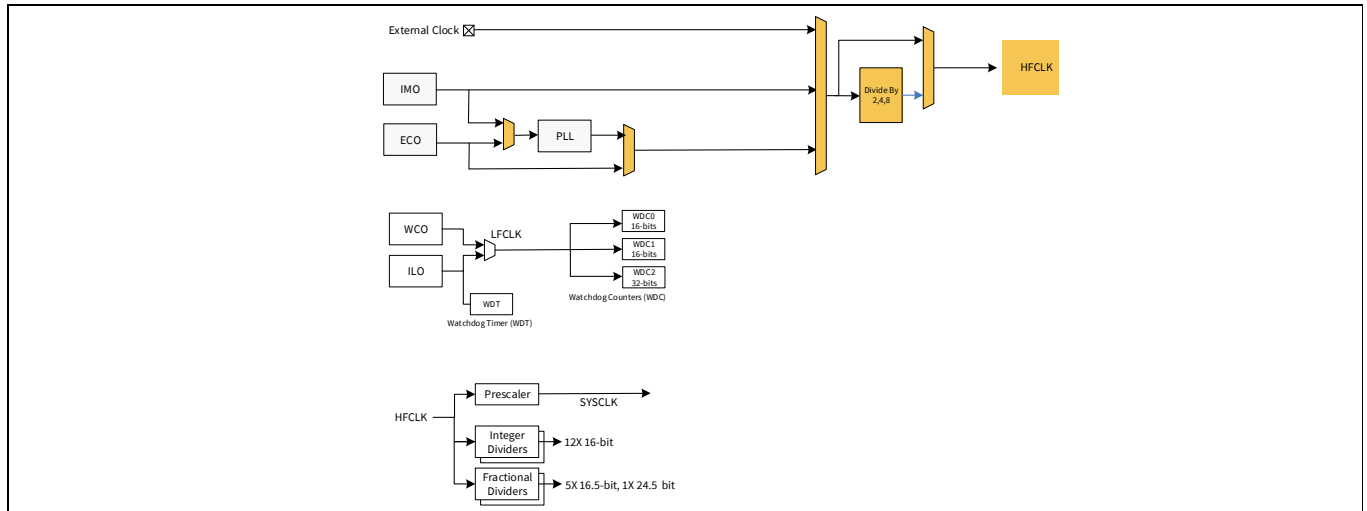 External Clock
IMO
ECO
PLL
Divide By
2,4,8
HFCLK
WCO
ILO
LFCLK
WDC0
16-bits
WDC1
16-bits
WDC2
32-bits
Watchdog Counters (WDC)
WDT
Watchdog Timer (WDT)
HFCLK
Prescaler
SYSCLK
Integer
Dividers
12X 16-bit
Fractional
Dividers
5X 16.5-bit, 1X 24.5 bit